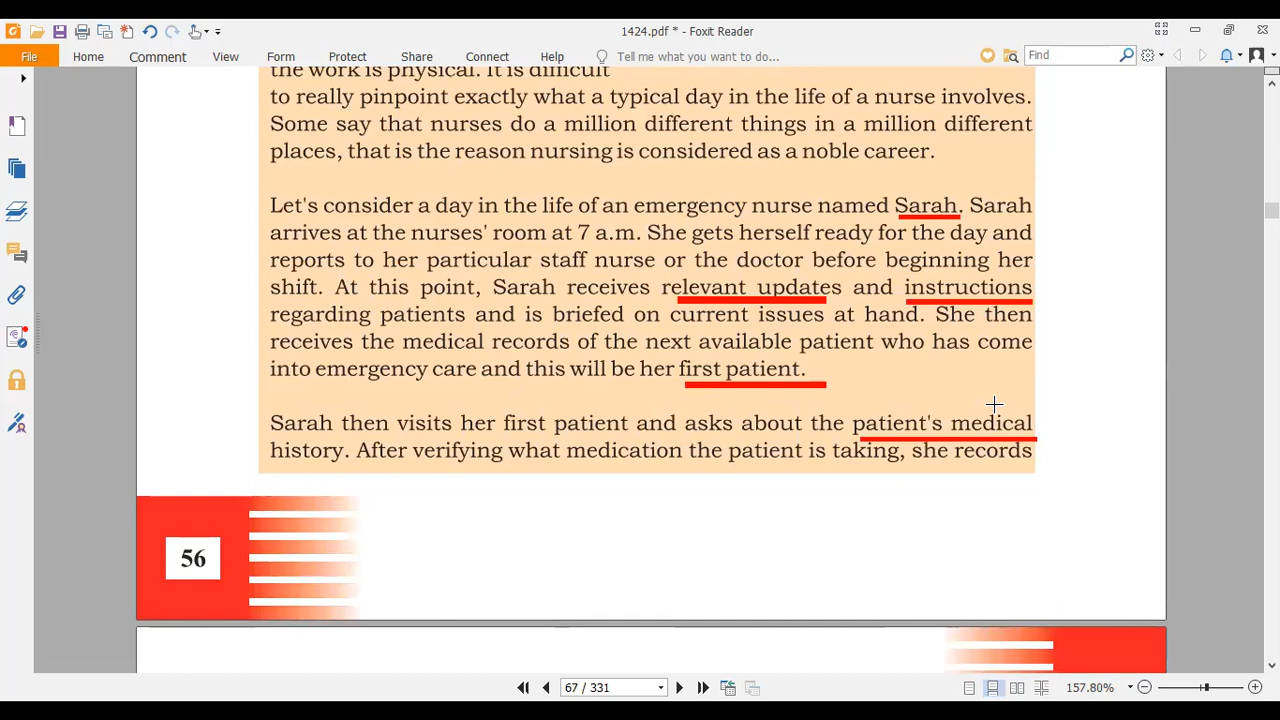 1424.pdf * - Foxit Reader
File Home Comment View Form Protect Share Connect Help Tell me what you want to do... Find
the work is physical. It is difficult
to really pinpoint exactly what a typical day in the life of a nurse involves.
Some say that nurses do a million different things in a million different
places, that is the reason nursing is considered as a noble career.
Let's consider a day in the life of an emergency nurse named Sarah. Sarah
arrives at the nurses' room at 7 a.m. She gets herself ready for the day and
reports to her particular staff nurse or the doctor before beginning her
shift. At this point, Sarah receives relevant updates and instructions
regarding patients and is briefed on current issues at hand. She then
receives the medical records of the next available patient who has come
into emergency care and this will be her first patient.
Sarah then visits her first patient and asks about the patient's medical
history. After verifying what medication the patient is taking, she records
56
67 / 331
157.80%